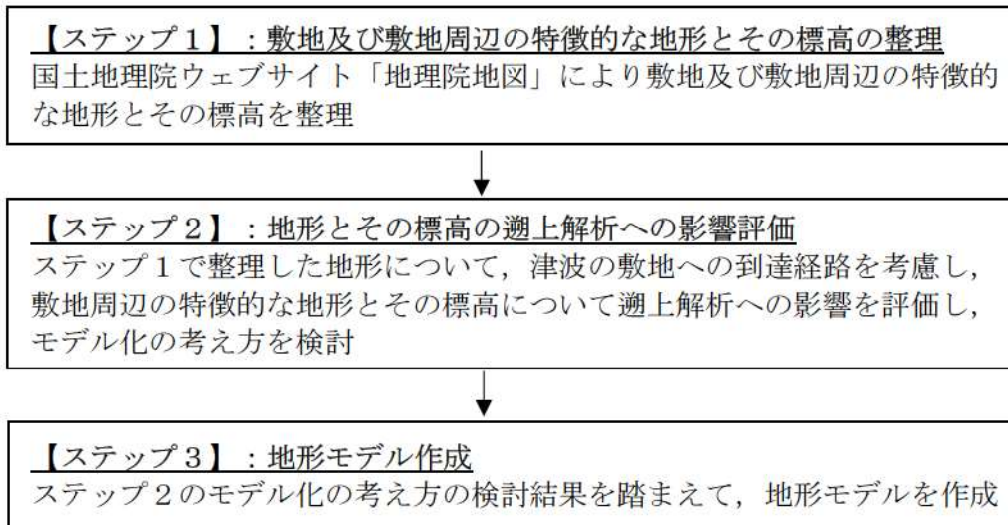 【ステップ１】：敷地及び敷地周辺の特徴的な地形とその標高の整理
国土地理院ウェブサイト「地理院地図」により敷地及び敷地周辺の特徴的
な地形とその標高を整理
【ステップ２】：地形とその標高の遡上解析への影響評価
ステップ１で整理した地形について，津波の敷地への到達経路を考慮し，
敷地周辺の特徴的な地形とその標高について遡上解析への影響を評価し，
モデル化の考え方を検討
【ステップ３】：地形モデル作成
ステップ２のモデル化の考え方の検討結果を踏まえて，地形モデルを作成